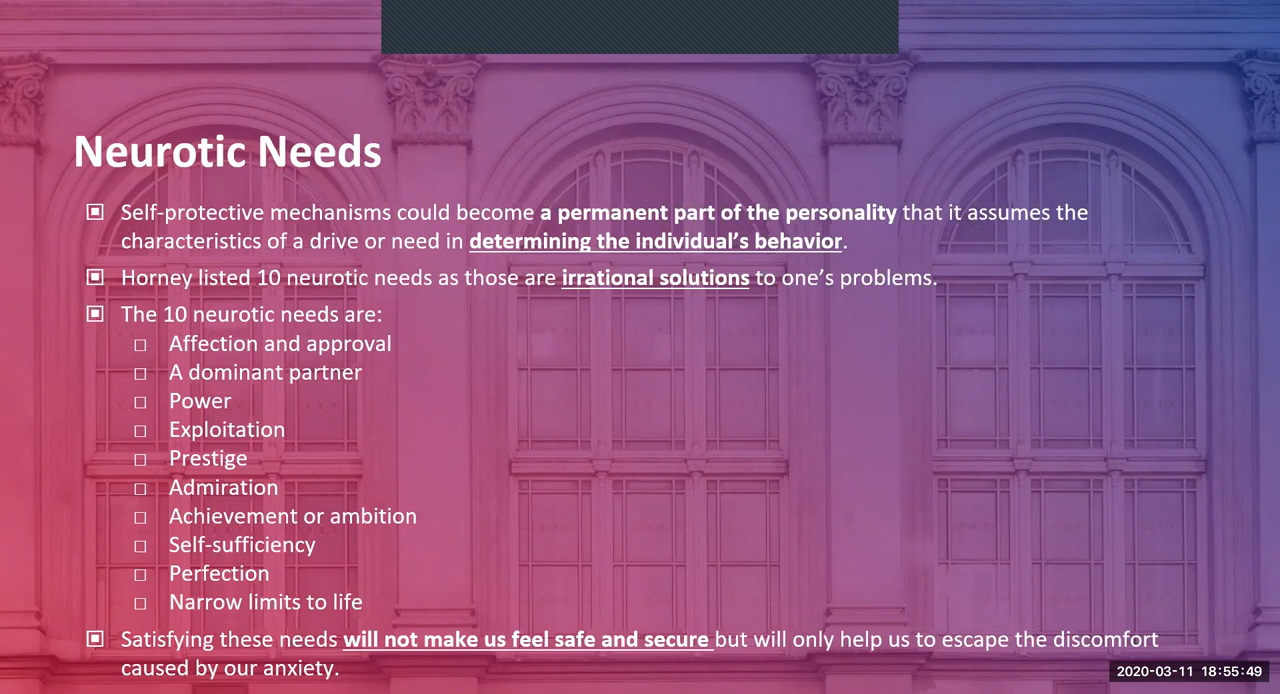 Neurotic Needs
Self-protective mechanisms could become a permanent part of the personality that it assumes the
characteristics of a drive or need in determining the individual’s behavior.
Horney listed 10 neurotic needs as those are irrational solutions to one’s problems.
The 10 neurotic needs are:
Affection and approval
A dominant partner
Power
Exploitation
Prestige
Admiration
Achievement or ambition
Self-sufficiency
Perfection
Narrow limits to life
Satisfying these needs will not make us feel safe and secure but will only help us to escape the discomfort
caused by our anxiety.
2020-03-11 18:55:49